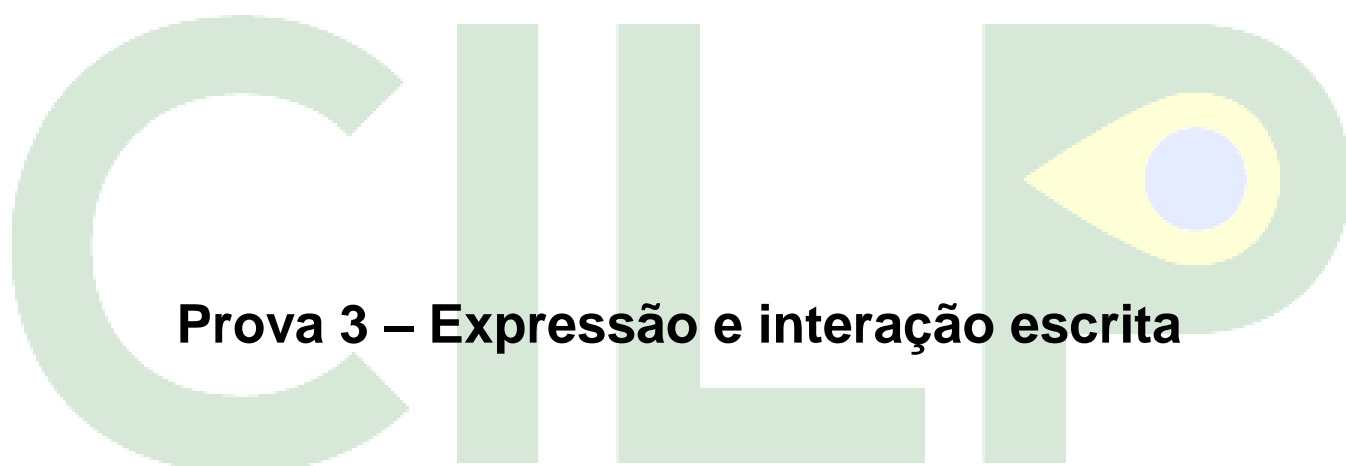 CILP
Prova 3 – Expressão e interação escrita